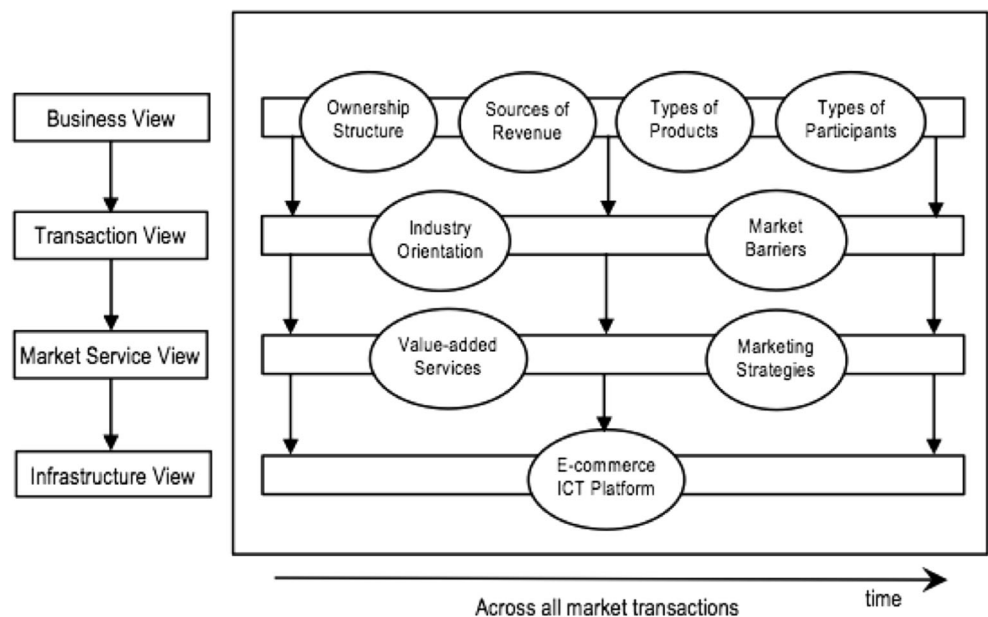 Business View
Ownership
Structure
Sources of
Revenue
Types of
Products
Types of
Participants
Transaction View
Industry
Orientation
Market
Barriers
Market Service View
Value-added
Services
Marketing
Strategies
Infrastructure View
E-commerce
ICT Platform
time
Across all market transactions